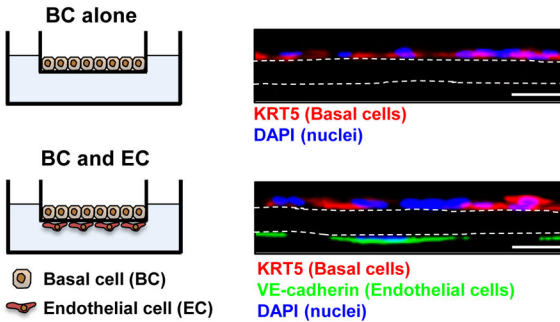 BC alone
KRT5 (Basal cells)
DAPI (nuclei)
BC and EC
KRT5 (Basal cells)
VE-cadherin (Endothelial cells)
DAPI (nuclei)
Basal cell (BC)
Endothelial cell (EC)